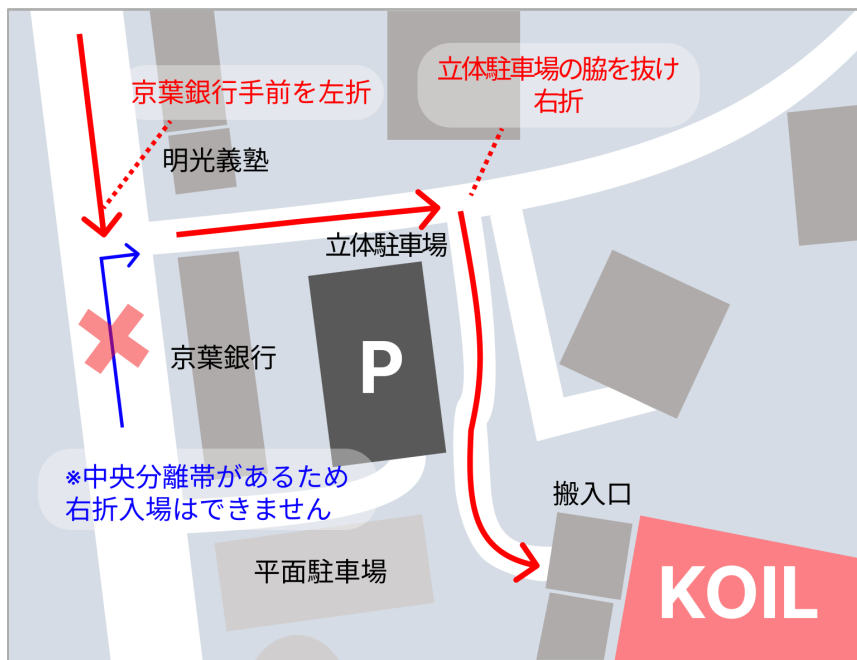 京葉銀行手前を左折
立体駐車場の脇を抜け
右折
明光義塾
立体駐車場
京葉銀行
P
※中央分離帯があるため
右折入場はできません
搬入口
平面駐車場
KOIL